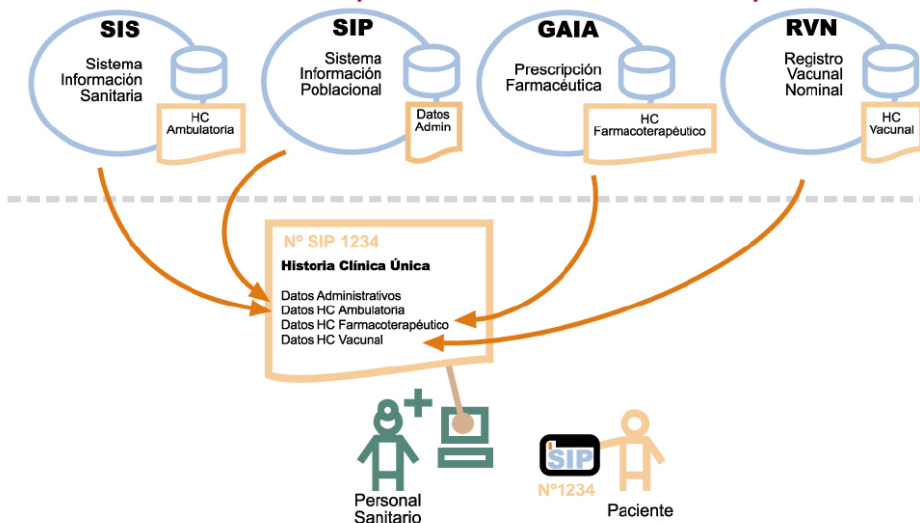 SIS
Sistema
Información
Sanitaria
HC
Ambulatoria
SIP
Sistema
Información
Poblacional
Datos
Admin
GAIA
Prescripción
Farmacéutica
HC
Farmacoterapéutico
RVN
Registro
Vacunal
Nominal
HC
Vacunal
Nº SIP 1234
Historia Clínica Única
Datos Administrativos
Datos HC Ambulatoria
Datos HC Farmacoterapéutico
Datos HC Vacunal
Personal
Sanitario
SIP
Nº1234
Paciente